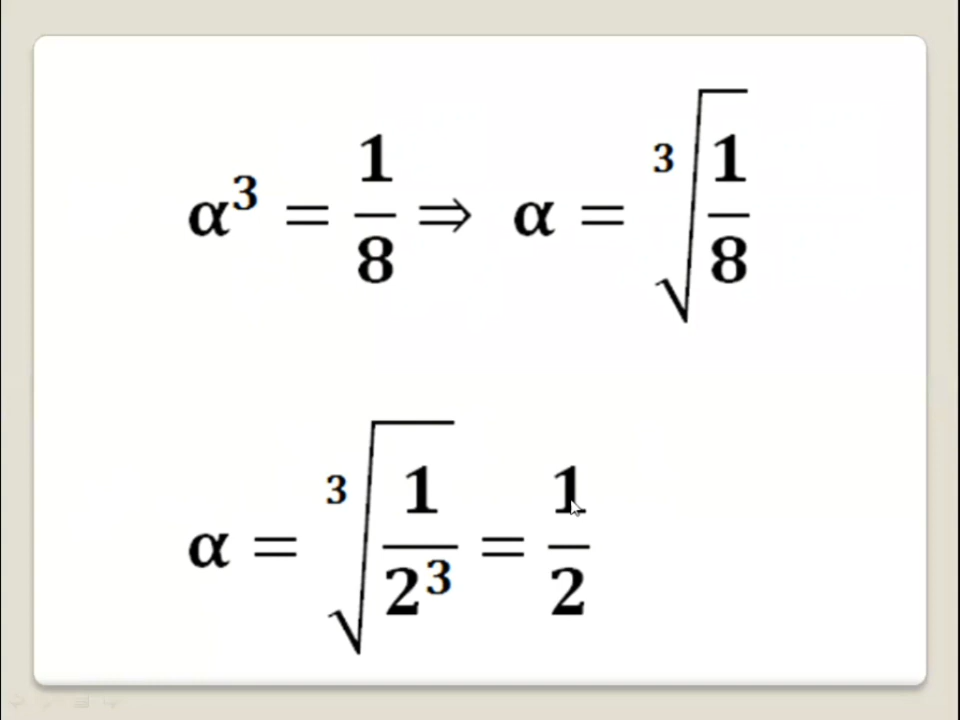 α³ = 1/8 ⇒ α = ∛(1/8)
α = ∛(1/2³) = 1/2